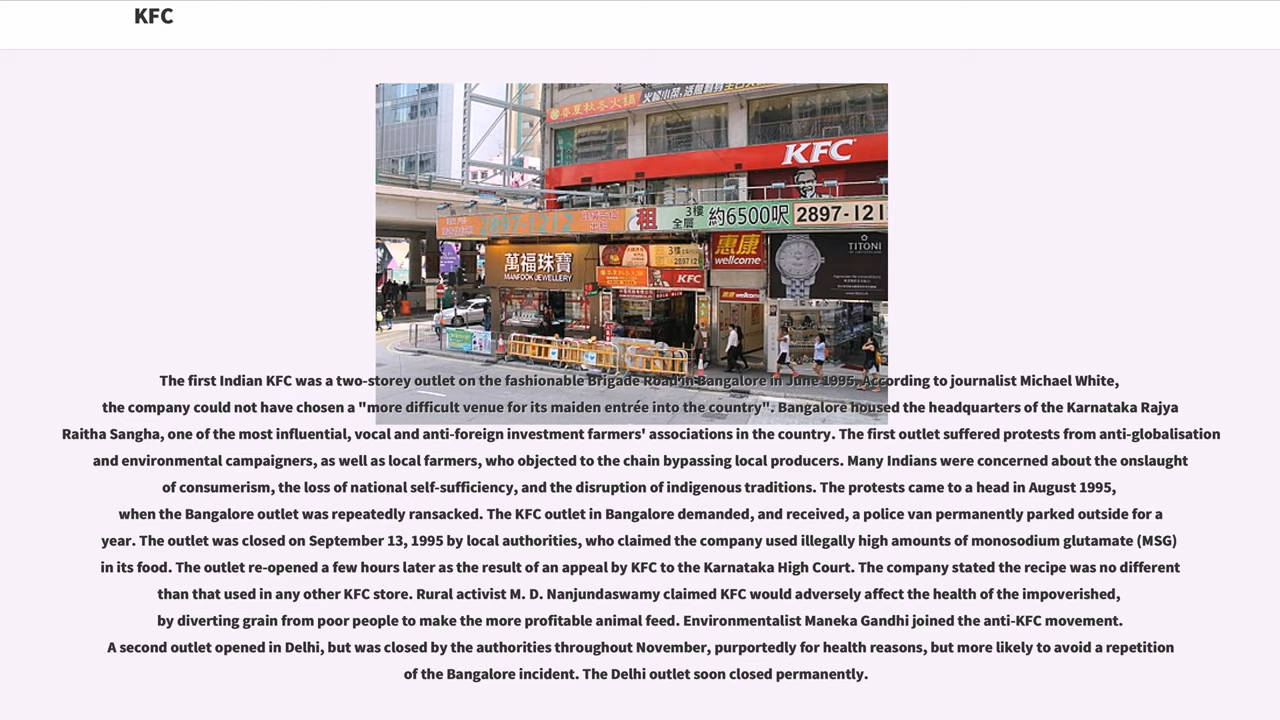 KFC
春夏秋冬火鍋
KFC
租
3樓
全層
約6500呎
2897-121
2897-1212
惠康
wellcome
TITONI
萬福珠寶
MANFOOK JEWELLERY
3樓
KFC
惠康 wellcome
The first Indian KFC was a two-storey outlet on the fashionable Brigade Road in Bangalore in June 1995. According to journalist Michael White,
the company could not have chosen a "more difficult venue for its maiden entrée into the country". Bangalore housed the headquarters of the Karnataka Rajya
Raitha Sangha, one of the most influential, vocal and anti-foreign investment farmers' associations in the country. The first outlet suffered protests from anti-globalisation
and environmental campaigners, as well as local farmers, who objected to the chain bypassing local producers. Many Indians were concerned about the onslaught
of consumerism, the loss of national self-sufficiency, and the disruption of indigenous traditions. The protests came to a head in August 1995,
when the Bangalore outlet was repeatedly ransacked. The KFC outlet in Bangalore demanded, and received, a police van permanently parked outside for a
year. The outlet was closed on September 13, 1995 by local authorities, who claimed the company used illegally high amounts of monosodium glutamate (MSG)
in its food. The outlet re-opened a few hours later as the result of an appeal by KFC to the Karnataka High Court. The company stated the recipe was no different
than that used in any other KFC store. Rural activist M. D. Nanjundaswamy claimed KFC would adversely affect the health of the impoverished,
by diverting grain from poor people to make the more profitable animal feed. Environmentalist Maneka Gandhi joined the anti-KFC movement.
A second outlet opened in Delhi, but was closed by the authorities throughout November, purportedly for health reasons, but more likely to avoid a repetition
of the Bangalore incident. The Delhi outlet soon closed permanently.